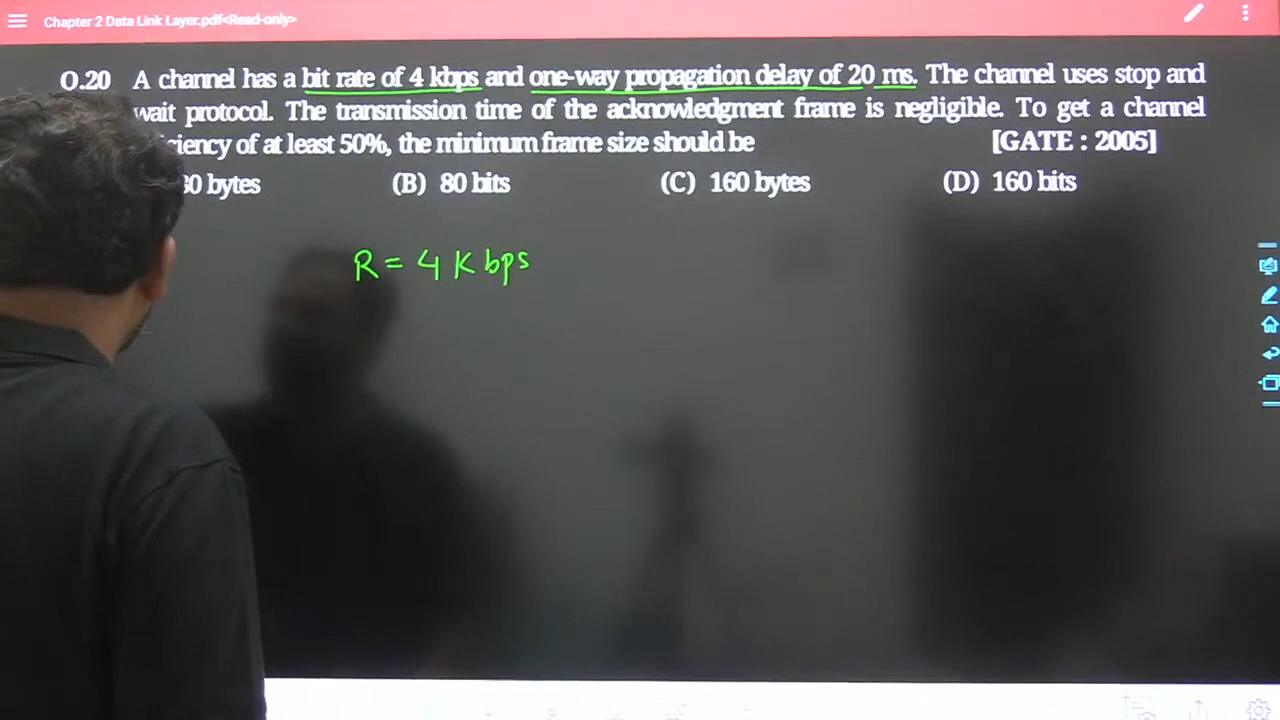 Chapter 2 Data Link Layer.pdf<Read-only>
Q.20 A channel has a bit rate of 4 kbps and one-way propagation delay of 20 ms. The channel uses stop and
wait protocol. The transmission time of the acknowledgment frame is negligible. To get a channel
of at least 50%, the minimum frame size should be [GATE : 2005]
bytes (B) 80 bits (C) 160 bytes (D) 160 bits
R = 4 K bps